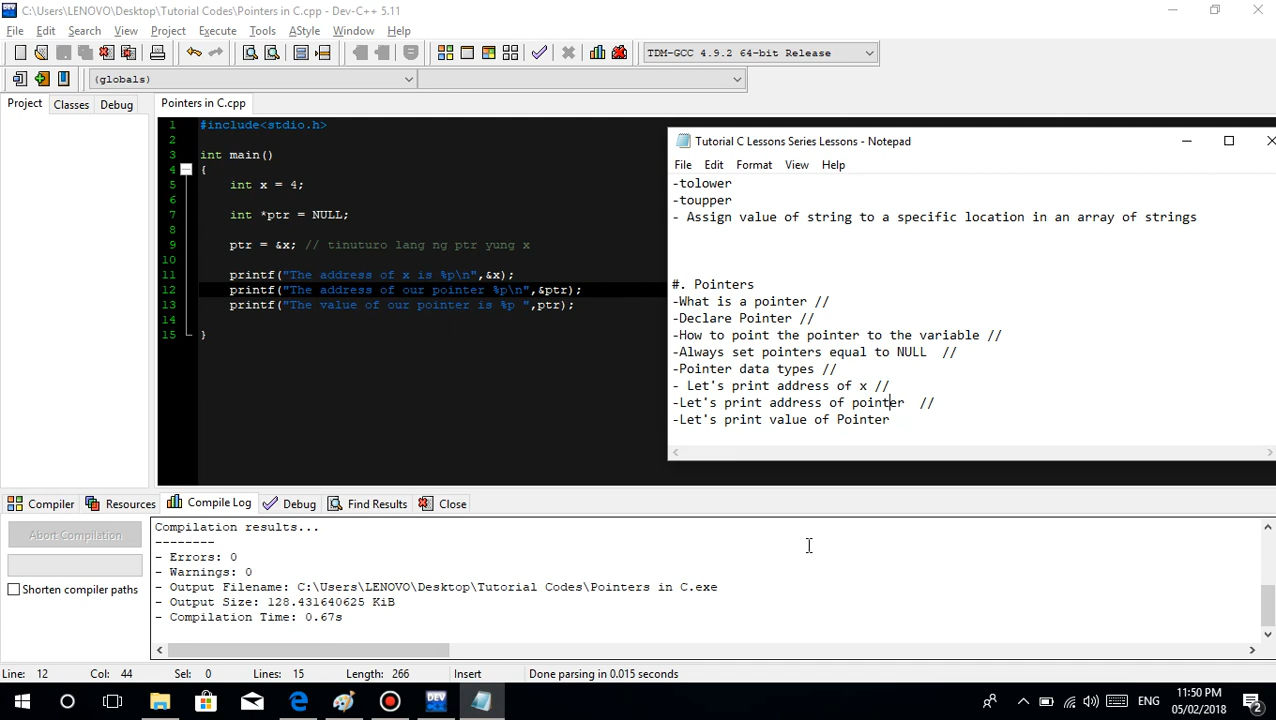 C:\Users\LENOVO\Desktop\Tutorial Codes\Pointers in C.cpp - Dev-C++ 5.11
File Edit Search View Project Execute Tools AStyle Window Help
TDM-GCC 4.9.2 64-bit Release
(globals)
Project Classes Debug
Pointers in C.cpp
1 #include<stdio.h>
2
3 int main()
4 {
5 int x = 4;
6
7 int *ptr = NULL;
8
9 ptr = &x; // tinuturo lang ng ptr yung x
10
11 printf("The address of x is %p\n",&x);
12 printf("The address of our pointer %p\n",&ptr);
13 printf("The value of our pointer is %p ",ptr);
14
15 }
Tutorial C Lessons Series Lessons - Notepad
File Edit Format View Help
-tolower
-toupper
- Assign value of string to a specific location in an array of strings
#. Pointers
-What is a pointer //
-Declare Pointer //
-How to point the pointer to the variable //
-Always set pointers equal to NULL //
-Pointer data types //
- Let's print address of x //
-Let's print address of pointer //
-Let's print value of Pointer
Compiler Resources Compile Log Debug Find Results Close
Abort Compilation
Shorten compiler paths
Compilation results...
--------
- Errors: 0
- Warnings: 0
- Output Filename: C:\Users\LENOVO\Desktop\Tutorial Codes\Pointers in C.exe
- Output Size: 128.431640625 KiB
- Compilation Time: 0.67s
Line: 12 Col: 44 Sel: 0 Lines: 15 Length: 266 Insert Done parsing in 0.015 seconds
DEV
ENG
11:50 PM
05/02/2018
2